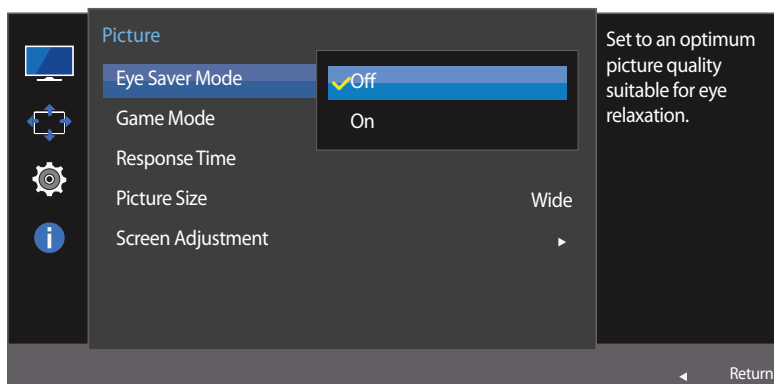 Picture
Eye Saver Mode
Off
On
Game Mode
Response Time
Picture Size Wide
Screen Adjustment
Set to an optimum
picture quality
suitable for eye
relaxation.
Return